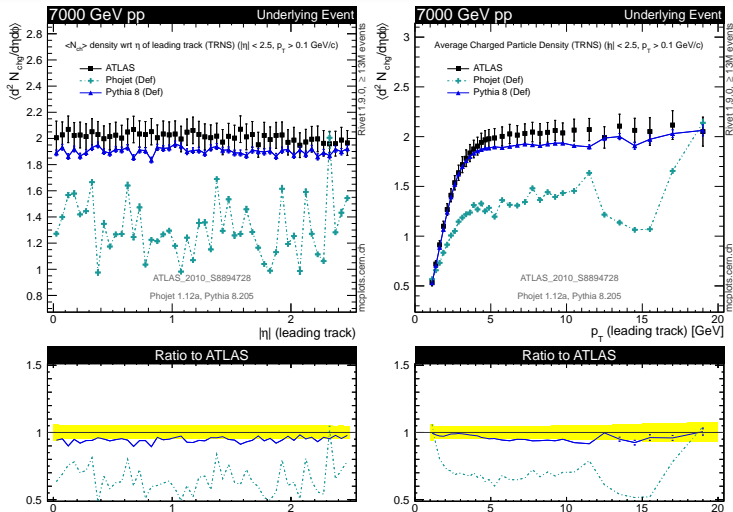 7000 GeV pp Underlying Event
<N_ch> density wrt η of leading track (TRNS) (|η| < 2.5, p_T > 0.1 GeV/c)
ATLAS
Phojet (Def)
Pythia 8 (Def)
⟨d² N_chg/dηdφ⟩
2.8
2.6
2.4
2.2
2
1.8
1.6
1.4
1.2
1
0.8
ATLAS_2010_S8894728
Phojet 1.12a, Pythia 8.205
0 1 2
|η| (leading track)
Rivet 1.9.0, ≥ 13M events
mcplots.cern.ch
Ratio to ATLAS
1.5
1
0.5
0 1 2
7000 GeV pp Underlying Event
Average Charged Particle Density (TRNS) (|η| < 2.5, p_T > 0.1 GeV/c)
ATLAS
Phojet (Def)
Pythia 8 (Def)
⟨d² N_chg/dηdφ⟩
3
2.5
2
1.5
1
0.5
ATLAS_2010_S8894728
Phojet 1.12a, Pythia 8.205
0 5 10 15 20
p_T (leading track) [GeV]
Rivet 1.9.0, ≥ 13M events
mcplots.cern.ch
Ratio to ATLAS
1.5
1
0.5
0 5 10 15 20